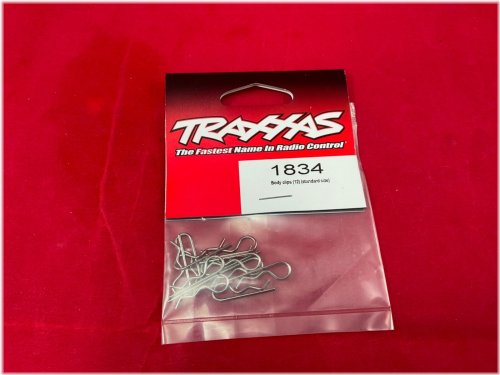 TRAXXAS
The Fastest Name In Radio Control
1834
Body clips (12) (standard size)